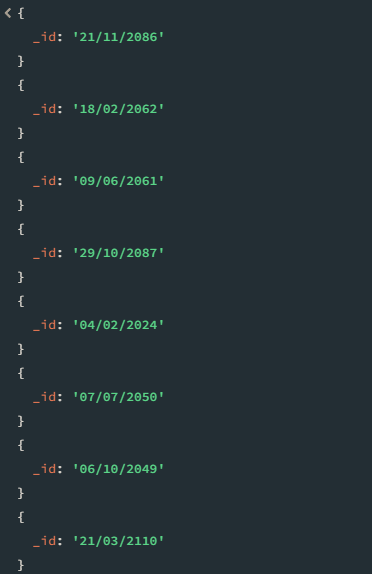 {
_id: '21/11/2086'
}
{
_id: '18/02/2062'
}
{
_id: '09/06/2061'
}
{
_id: '29/10/2087'
}
{
_id: '04/02/2024'
}
{
_id: '07/07/2050'
}
{
_id: '06/10/2049'
}
{
_id: '21/03/2110'
}